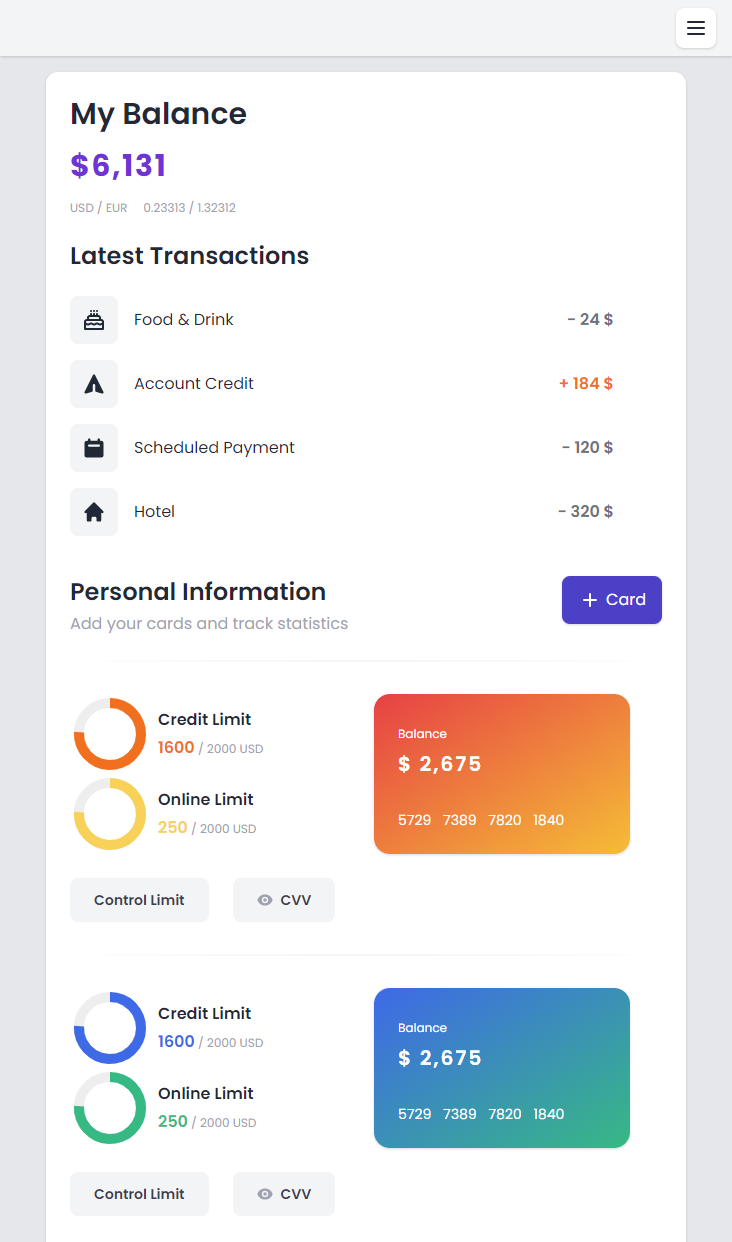 My Balance
$6,131
USD / EUR 0.23313 / 1.32312
Latest Transactions
Food & Drink - 24 $
Account Credit + 184 $
Scheduled Payment - 120 $
Hotel - 320 $
Personal Information
Add your cards and track statistics
+ Card
Credit Limit
1600 / 2000 USD
Online Limit
250 / 2000 USD
Balance
$ 2,675
5729 7389 7820 1840
Control Limit
CVV
Credit Limit
1600 / 2000 USD
Online Limit
250 / 2000 USD
Balance
$ 2,675
5729 7389 7820 1840
Control Limit
CVV